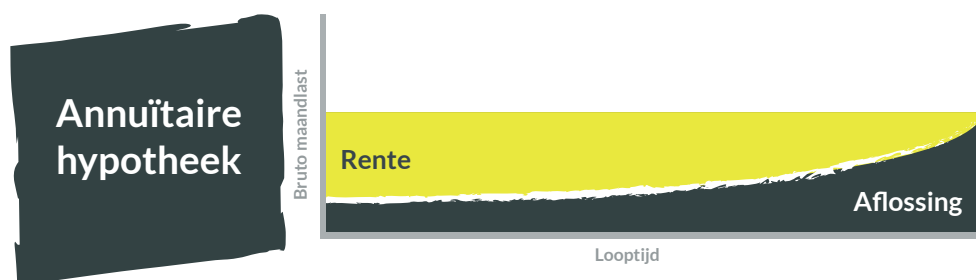 Annuïtaire
hypotheek
Bruto maandlast
Rente
Aflossing
Looptijd